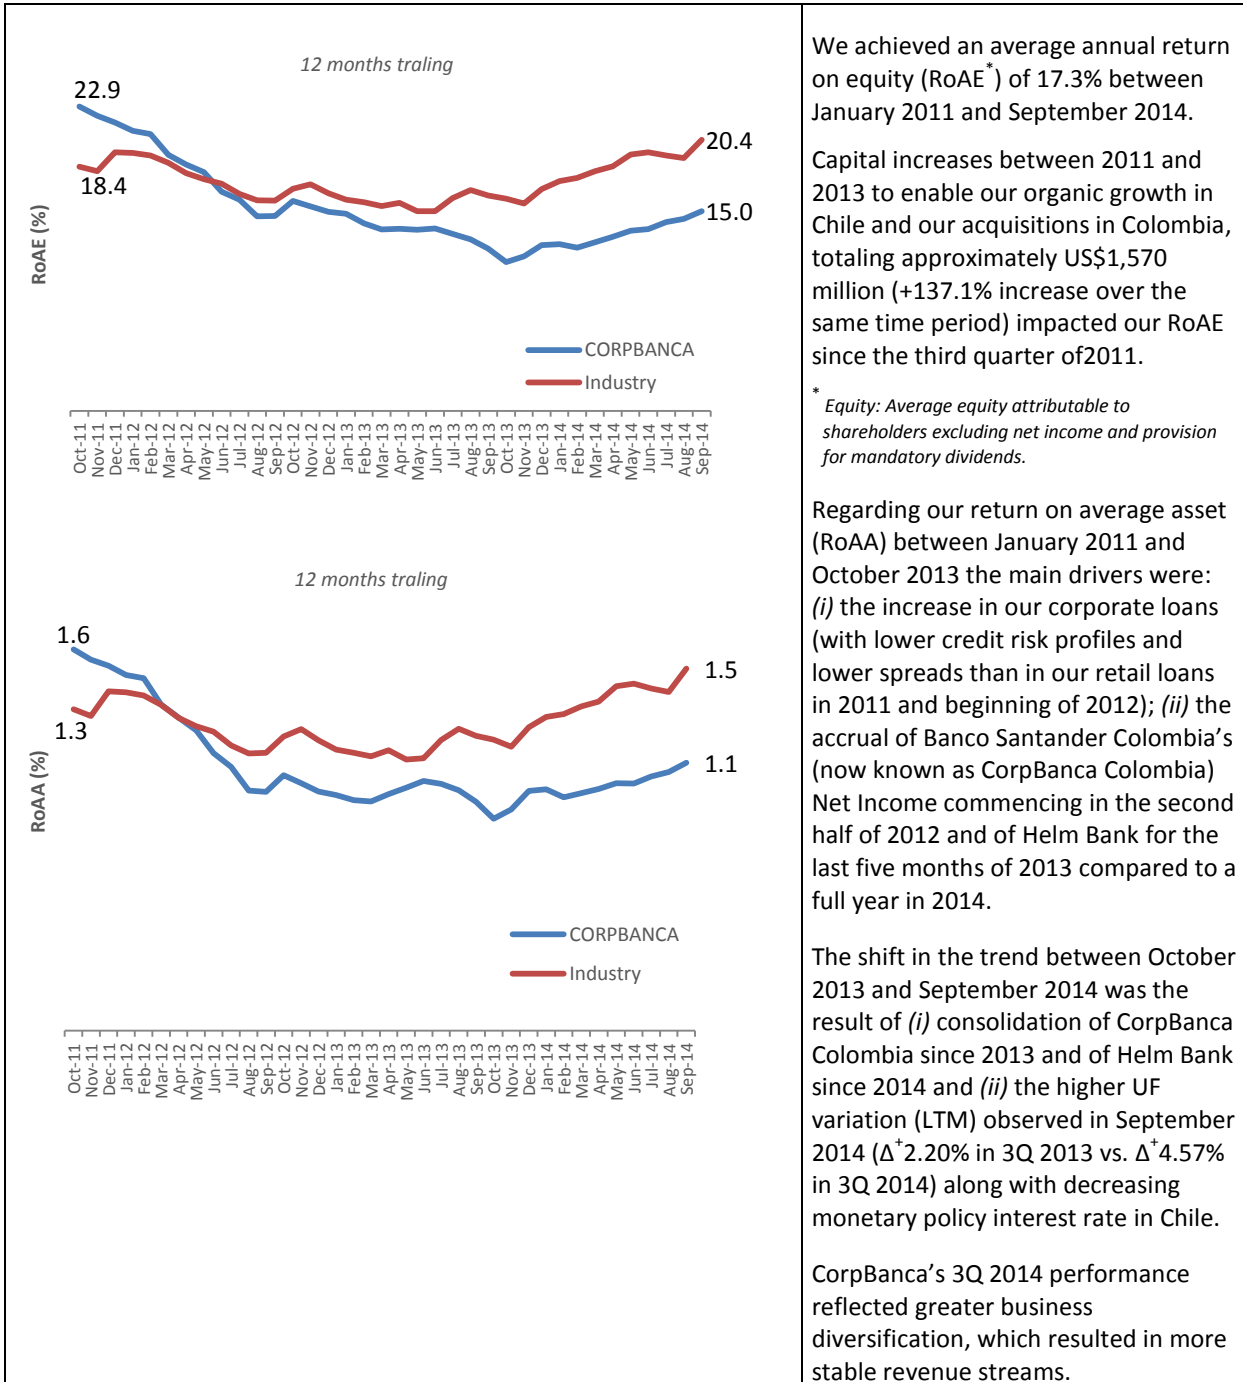 12 months traling
22.9
18.4
20.4
15.0
RoAE (%)
CORPBANCA
Industry
Oct-11
Nov-11
Dec-11
Jan-12
Feb-12
Mar-12
Apr-12
May-12
Jun-12
Jul-12
Aug-12
Sep-12
Oct-12
Nov-12
Dec-12
Jan-13
Feb-13
Mar-13
Apr-13
May-13
Jun-13
Jul-13
Aug-13
Sep-13
Oct-13
Nov-13
Dec-13
Jan-14
Feb-14
Mar-14
Apr-14
May-14
Jun-14
Jul-14
Aug-14
Sep-14
12 months traling
1.6
1.3
1.5
1.1
RoAA (%)
CORPBANCA
Industry
Oct-11
Nov-11
Dec-11
Jan-12
Feb-12
Mar-12
Apr-12
May-12
Jun-12
Jul-12
Aug-12
Sep-12
Oct-12
Nov-12
Dec-12
Jan-13
Feb-13
Mar-13
Apr-13
May-13
Jun-13
Jul-13
Aug-13
Sep-13
Oct-13
Nov-13
Dec-13
Jan-14
Feb-14
Mar-14
Apr-14
May-14
Jun-14
Jul-14
Aug-14
Sep-14
We achieved an average annual return
on equity (RoAE*) of 17.3% between
January 2011 and September 2014.
Capital increases between 2011 and
2013 to enable our organic growth in
Chile and our acquisitions in Colombia,
totaling approximately US$1,570
million (+137.1% increase over the
same time period) impacted our RoAE
since the third quarter of2011.
* Equity: Average equity attributable to
shareholders excluding net income and provision
for mandatory dividends.
Regarding our return on average asset
(RoAA) between January 2011 and
October 2013 the main drivers were:
(i) the increase in our corporate loans
(with lower credit risk profiles and
lower spreads than in our retail loans
in 2011 and beginning of 2012); (ii) the
accrual of Banco Santander Colombia's
(now known as CorpBanca Colombia)
Net Income commencing in the second
half of 2012 and of Helm Bank for the
last five months of 2013 compared to a
full year in 2014.
The shift in the trend between October
2013 and September 2014 was the
result of (i) consolidation of CorpBanca
Colombia since 2013 and of Helm Bank
since 2014 and (ii) the higher UF
variation (LTM) observed in September
2014 (Δ+2.20% in 3Q 2013 vs. Δ+4.57%
in 3Q 2014) along with decreasing
monetary policy interest rate in Chile.
CorpBanca's 3Q 2014 performance
reflected greater business
diversification, which resulted in more
stable revenue streams.